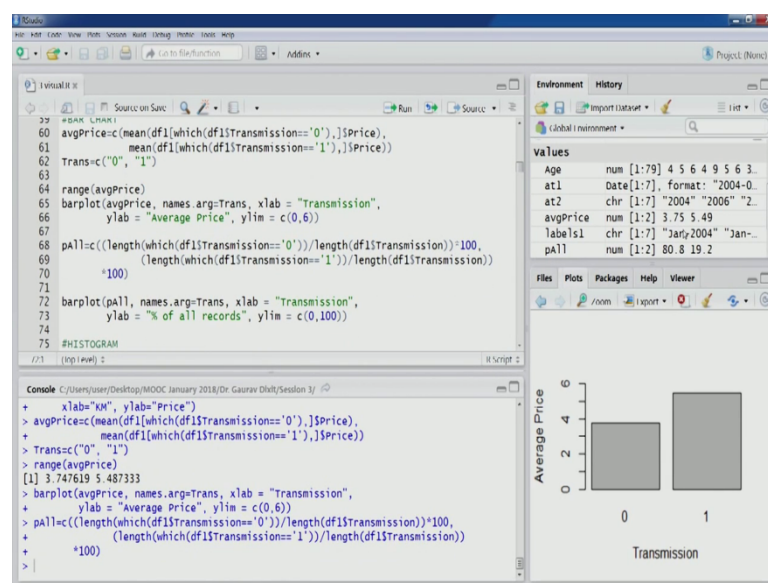 RStudio
File Edit Code View Plots Session Build Debug Profile Tools Help
Go to file/function
Addins
Project: (None)
Source on Save
Run
Source
59 #BAR CHART
60 avgPrice=c(mean(df1[which(df1$Transmission=='0'),]$Price),
61 mean(df1[which(df1$Transmission=='1'),]$Price))
62 Trans=c("0", "1")
63
64 range(avgPrice)
65 barplot(avgPrice, names.arg=Trans, xlab = "Transmission",
66 ylab = "Average Price", ylim = c(0,6))
67
68 pAll=c((length(which(df1$Transmission=='0'))/length(df1$Transmission))*100,
69 (length(which(df1$Transmission=='1'))/length(df1$Transmission))
70 *100)
71
72 barplot(pAll, names.arg=Trans, xlab = "Transmission",
73 ylab = "% of all records", ylim = c(0,100))
74
75 #HISTOGRAM
(Top Level)
R Script
Console C:/Users/user/Desktop/MOOC January 2018/Dr. Gaurav Dixit/Session 3/
+ xlab="KM", ylab="Price")
> avgPrice=c(mean(df1[which(df1$Transmission=='0'),]$Price),
+ mean(df1[which(df1$Transmission=='1'),]$Price))
> Trans=c("0", "1")
> range(avgPrice)
[1] 3.747619 5.487333
> barplot(avgPrice, names.arg=Trans, xlab = "Transmission",
+ ylab = "Average Price", ylim = c(0,6))
> pAll=c((length(which(df1$Transmission=='0'))/length(df1$Transmission))*100,
+ (length(which(df1$Transmission=='1'))/length(df1$Transmission))
+ *100)
>
Environment History
Import Dataset
List
Global Environment
Values
Age num [1:79] 4 5 6 4 9 5 6 3…
at1 Date[1:7], format: "2004-0…
at2 chr [1:7] "2004" "2006" "2…
avgPrice num [1:2] 3.75 5.49
labels1 chr [1:7] "Jan-2004" "Jan-…
pAll num [1:2] 80.8 19.2
Files Plots Packages Help Viewer
Zoom Export
Average Price
6
4
2
0
0 1
Transmission